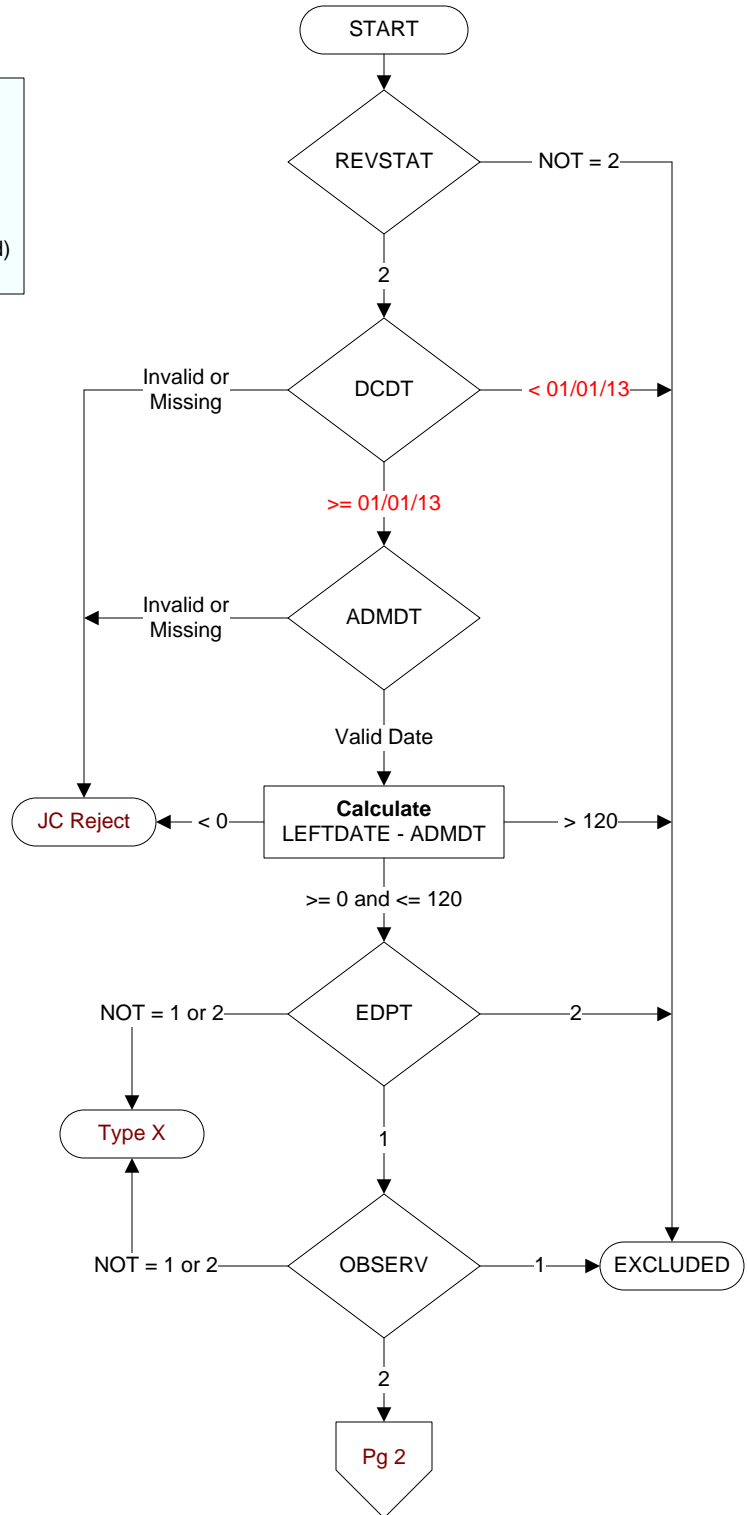 START
REVSTAT
NOT = 2
d)
2
Invalid or
Missing
DCDT
< 01/01/13
>= 01/01/13
Invalid or
Missing
ADMDT
Valid Date
JC Reject
< 0
Calculate
LEFTDATE - ADMDT
> 120
>= 0 and <= 120
NOT = 1 or 2
EDPT
2
Type X
1
NOT = 1 or 2
OBSERV
1
EXCLUDED
2
Pg 2